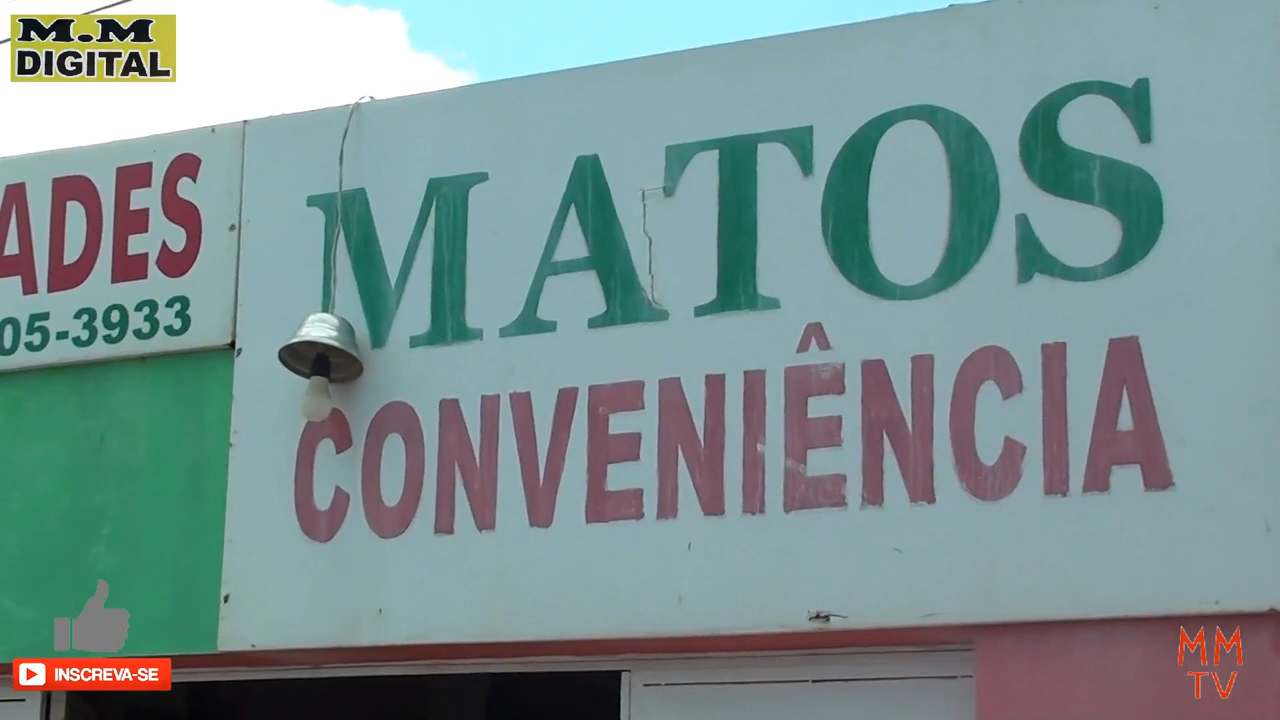 M.M
DIGITAL
ADES
05-3933
MATOS
CONVENIÊNCIA
INSCREVA-SE
MM
TV